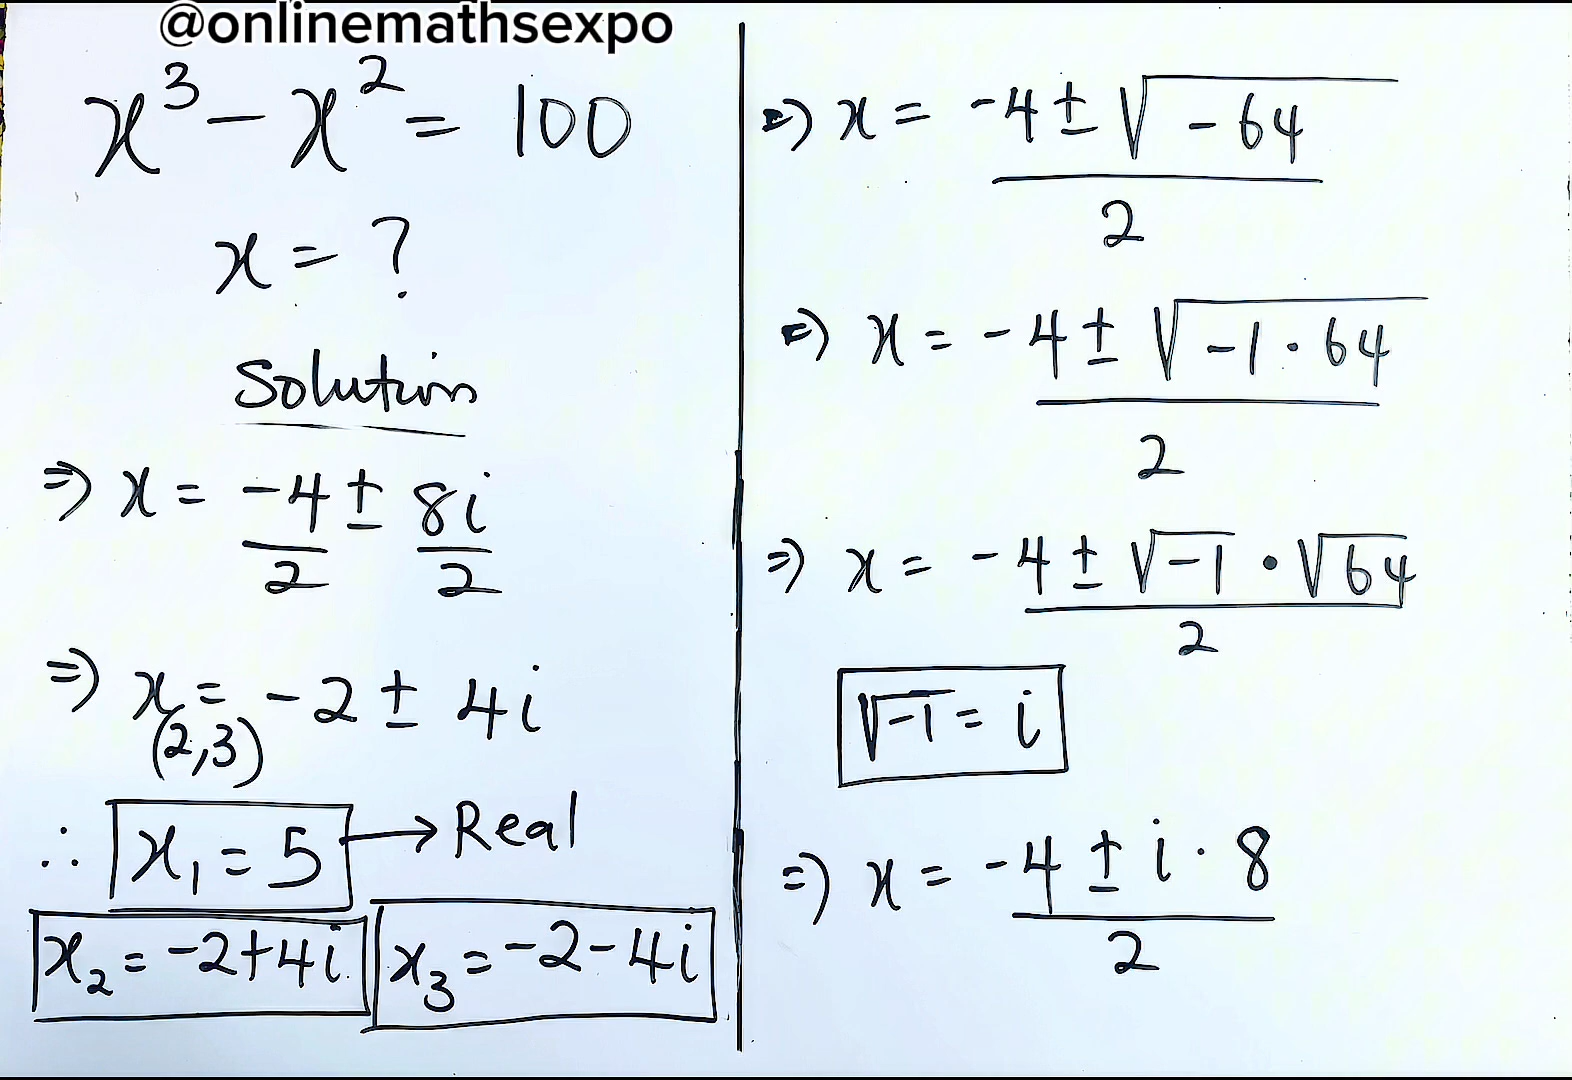 @onlinemathsexpo
x³ - x² = 100
x = ?
Solution
⇒ x = -4/2 ± 8i/2
⇒ x(2,3) = -2 ± 4i
∴ x₁ = 5 → Real
x₂ = -2+4i x₃ = -2-4i
⇒ x = (-4 ± √-64)/2
⇒ x = (-4 ± √-1·64)/2
⇒ x = (-4 ± √-1 · √64)/2
√-1 = i
⇒ x = (-4 ± i·8)/2